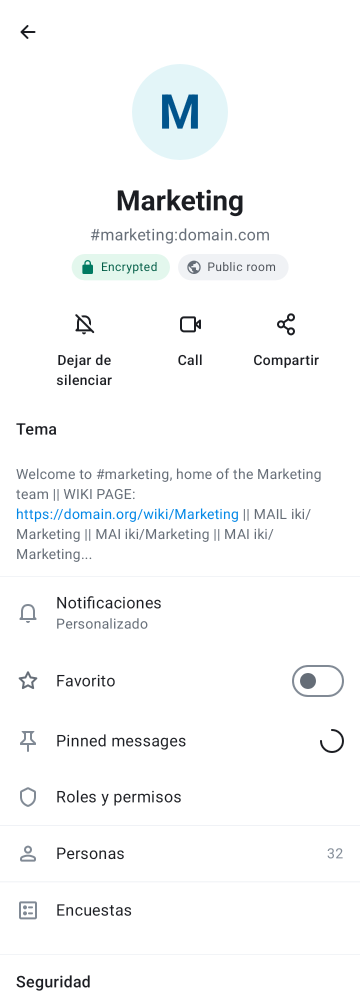 M
Marketing
#marketing:domain.com
Encrypted
Public room
Dejar de
silenciar
Call
Compartir
Tema
Welcome to #marketing, home of the Marketing
team || WIKI PAGE:
https://domain.org/wiki/Marketing || MAIL iki/
Marketing || MAI iki/Marketing || MAI iki/
Marketing...
Notificaciones
Personalizado
Favorito
Pinned messages
Roles y permisos
Personas
32
Encuestas
Seguridad